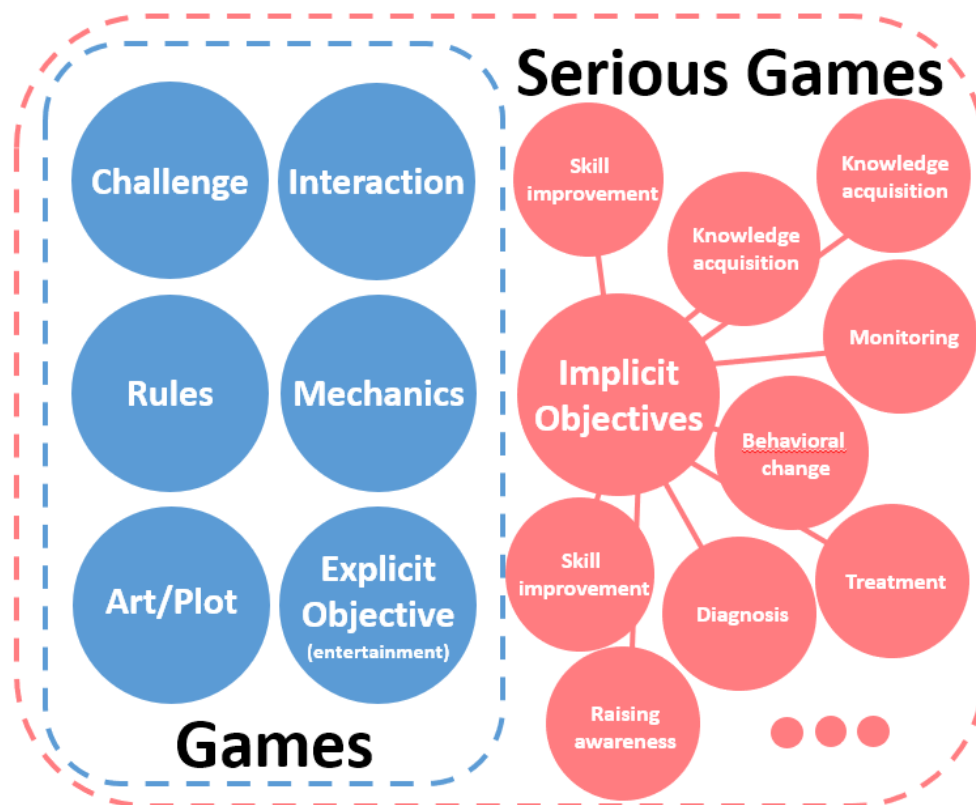 Serious Games
Challenge
Interaction
Rules
Mechanics
Art/Plot
Explicit
Objective
(entertainment)
Games
Skill
improvement
Knowledge
acquisition
Knowledge
acquisition
Monitoring
Implicit
Objectives
Behavioral
change
Skill
improvement
Diagnosis
Treatment
Raising
awareness